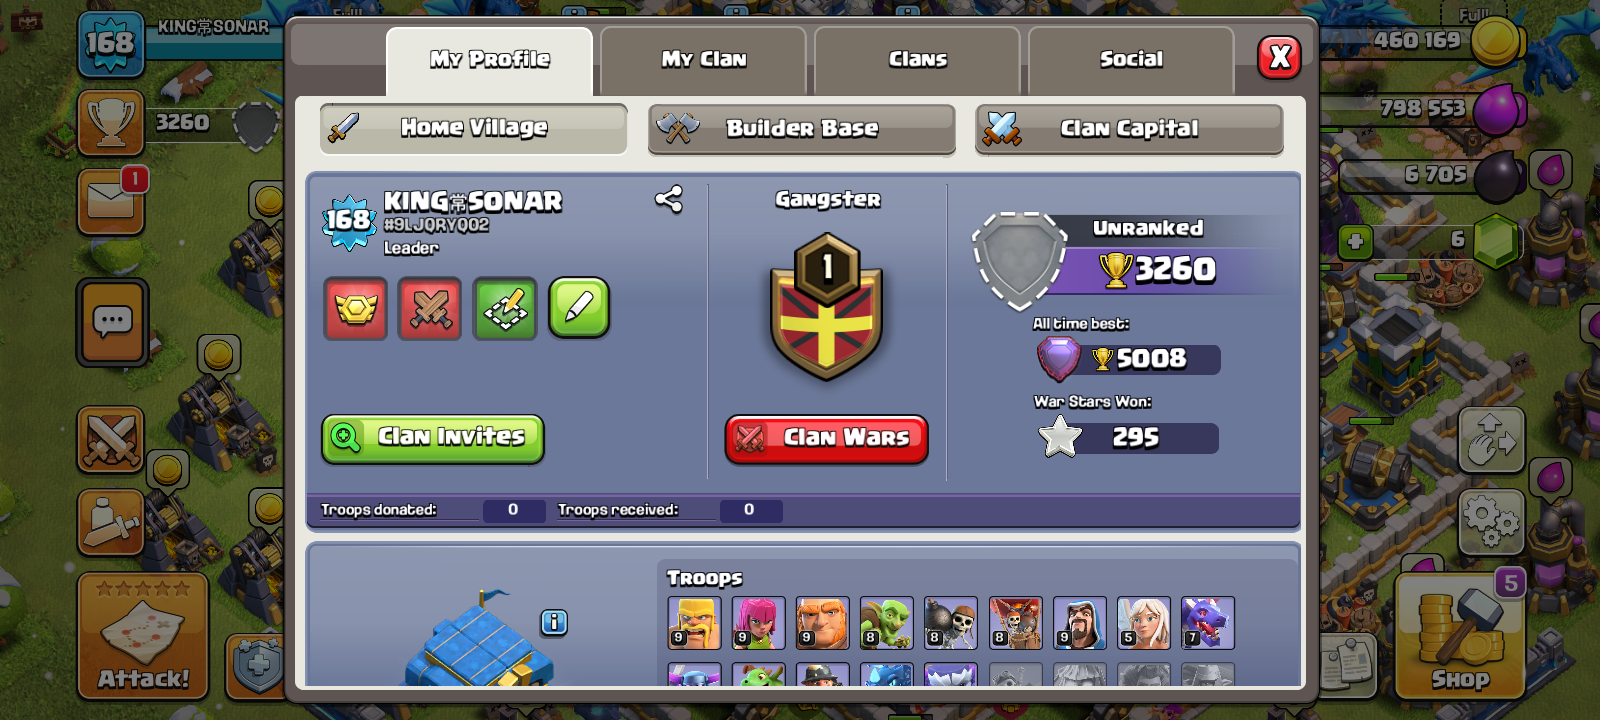 168
KING常SONAR
Full
Full
460 169
3260
798 553
1
6 705
6
My Profile
My Clan
Clans
Social
X
Home Village
Builder Base
Clan Capital
168
KING常SONAR
#9LJQRYQ02
Leader
Gangster
1
Unranked
3260
All time best:
5008
War Stars Won:
295
Clan Invites
Clan Wars
Troops donated:
0
Troops received:
0
i
Troops
9
9
9
8
8
8
9
5
7
Attack!
5
Shop